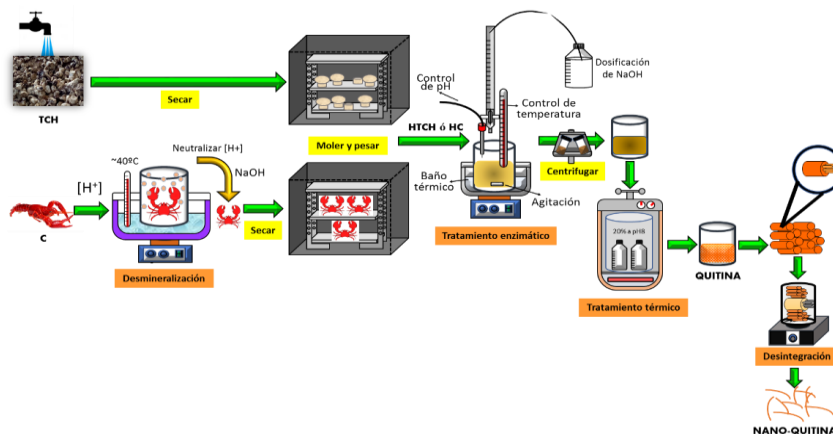 TCH
Secar
Moler y pesar
Control
de pH
HTCH ó HC
Dosificación
de NaOH
Control de
temperatura
Baño
térmico
Agitación
Tratamiento enzimático
Centrifugar
C
[H⁺]
~40ºC
Neutralizar [H+]
NaOH
Desmineralización
Secar
20% a pH8
Tratamiento térmico
QUITINA
Desintegración
NANO-QUITINA